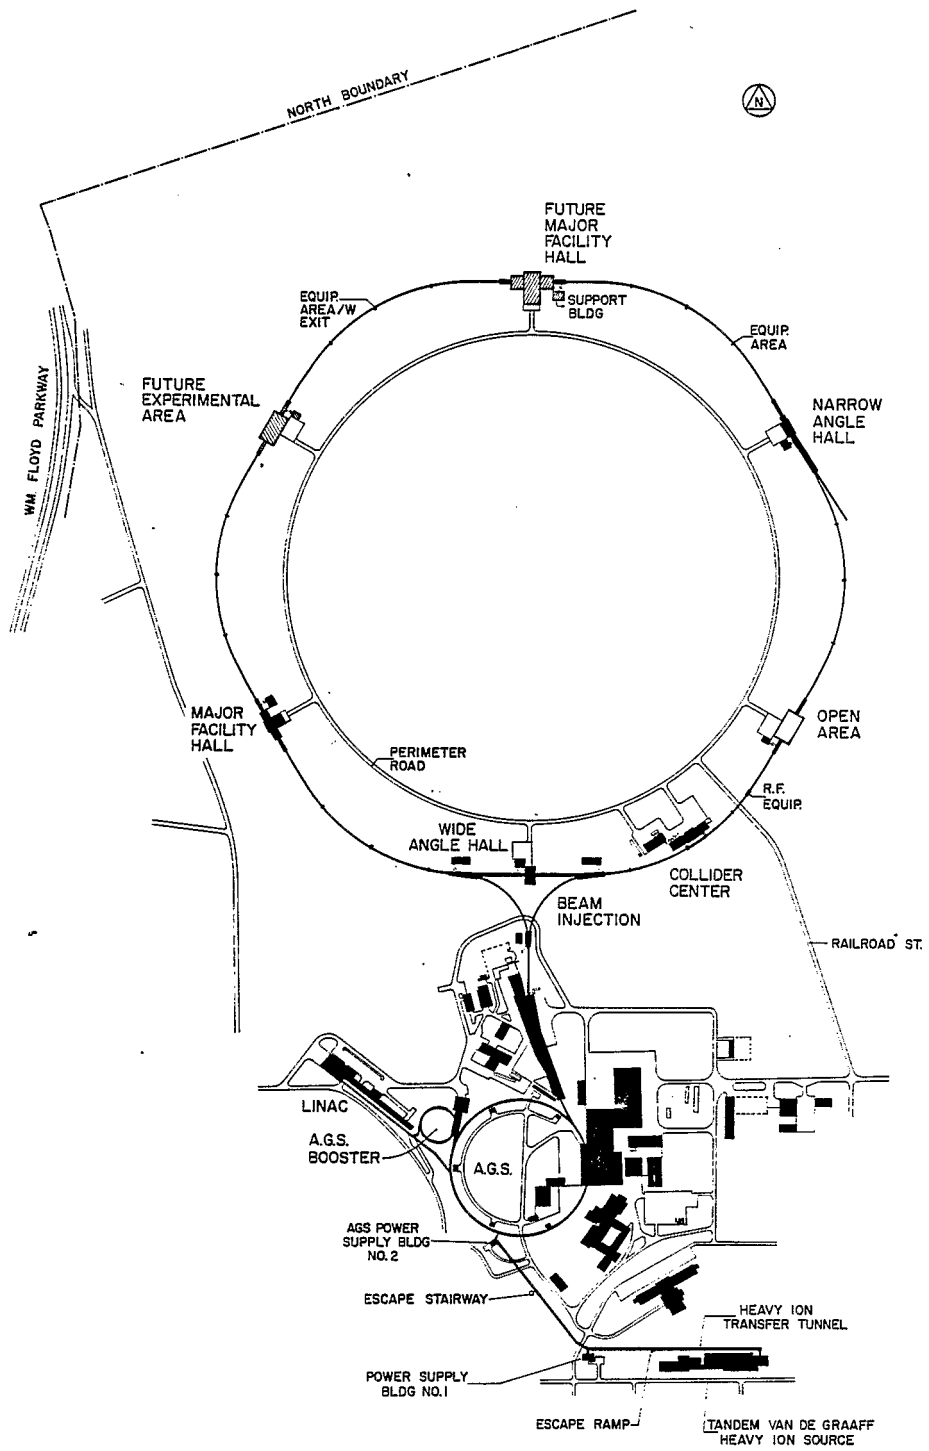 NORTH BOUNDARY
N
FUTURE
MAJOR
FACILITY
HALL
EQUIP.
AREA/W
EXIT
SUPPORT
BLDG
EQUIP.
AREA
WM. FLOYD PARKWAY
FUTURE
EXPERIMENTAL
AREA
NARROW
ANGLE
HALL
MAJOR
FACILITY
HALL
OPEN
AREA
PERIMETER
ROAD
R.F.
EQUIP.
WIDE
ANGLE HALL
COLLIDER
CENTER
BEAM
INJECTION
RAILROAD ST.
LINAC
A.G.S.
BOOSTER
A.G.S.
AGS POWER
SUPPLY BLDG
NO. 2
ESCAPE STAIRWAY
HEAVY ION
TRANSFER TUNNEL
POWER SUPPLY
BLDG NO. 1
ESCAPE RAMP
TANDEM VAN DE GRAAFF
HEAVY ION SOURCE